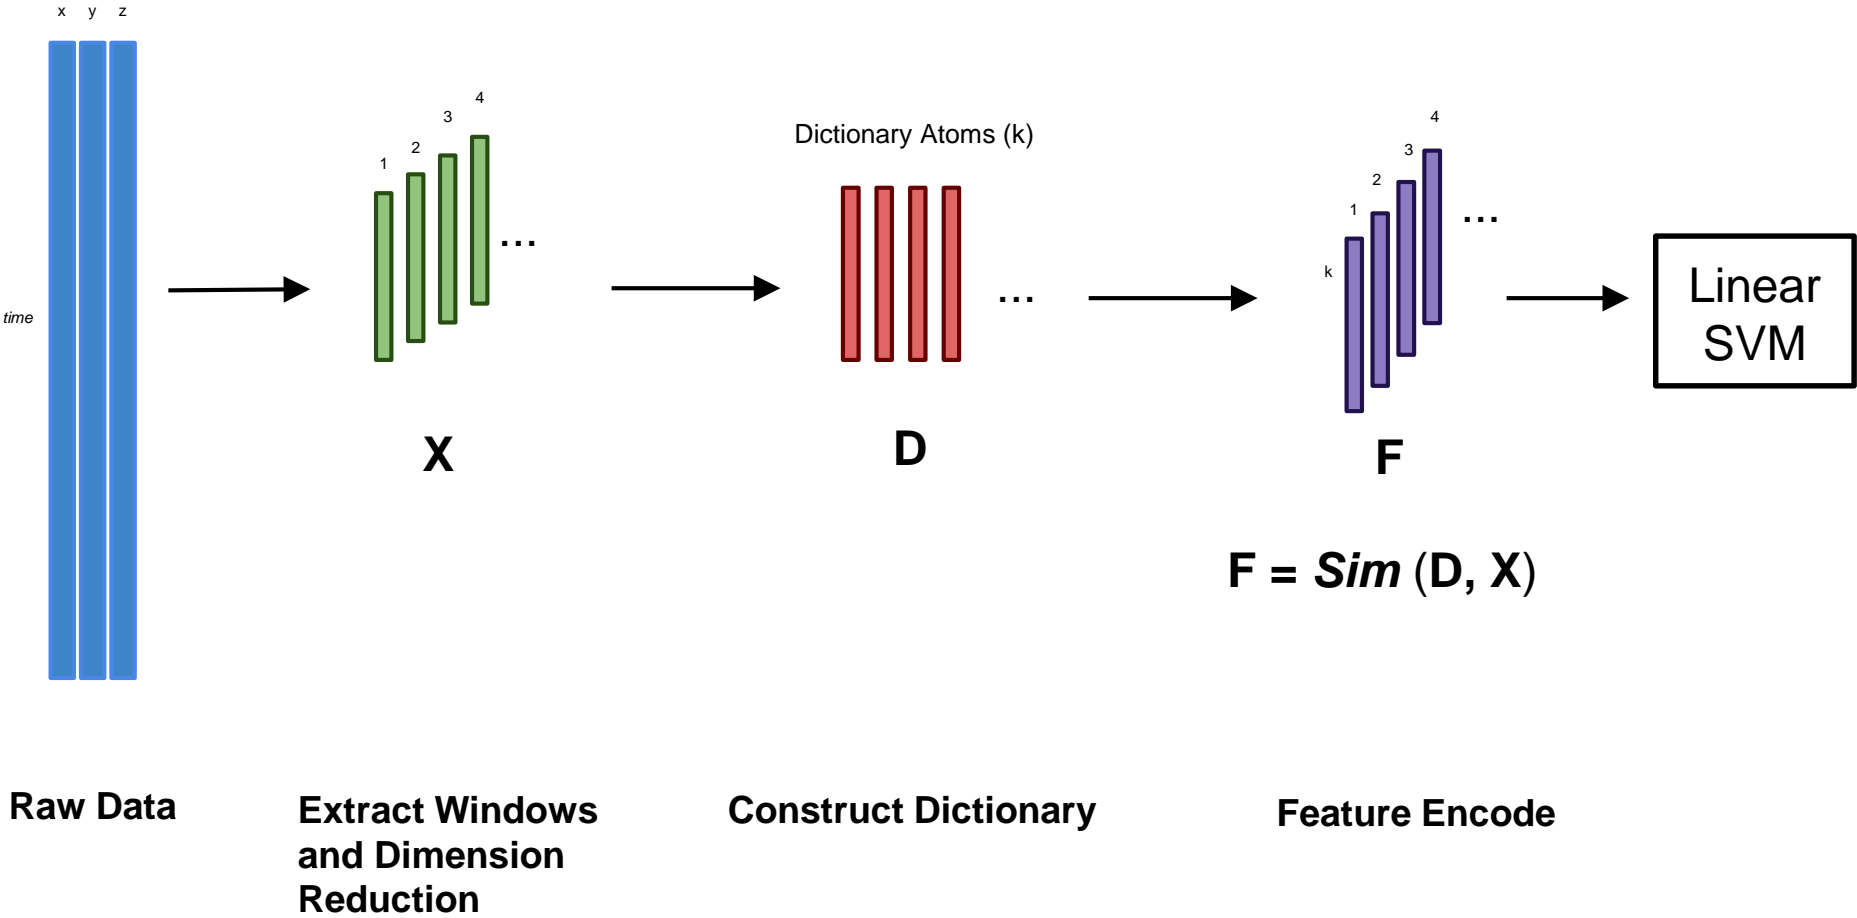 x y z
time
1 2 3 4
...
X
Dictionary Atoms (k)
...
D
1 2 3 4
k
...
F
F = Sim (D, X)
Linear
SVM
Raw Data
Extract Windows
and Dimension
Reduction
Construct Dictionary
Feature Encode